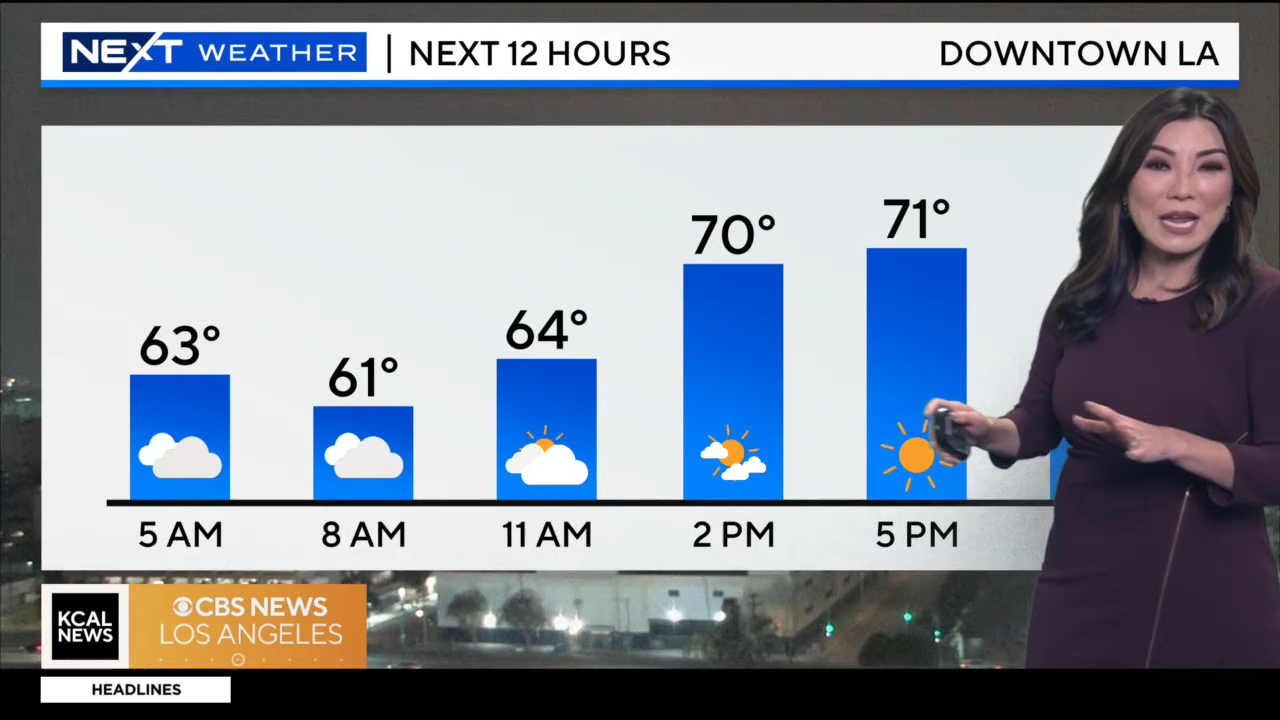 NEXT WEATHER | NEXT 12 HOURS DOWNTOWN LA
63° 61° 64° 70° 71°
5 AM 8 AM 11 AM 2 PM 5 PM
KCAL NEWS
CBS NEWS
LOS ANGELES
HEADLINES